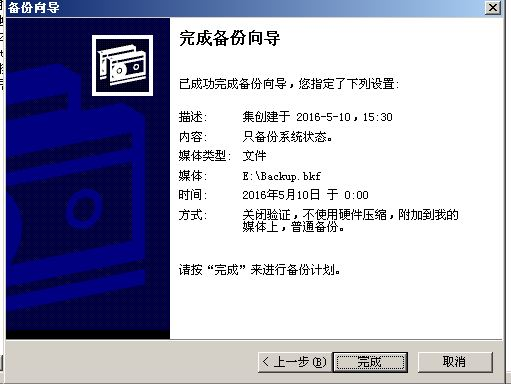 备份向导
完成备份向导
已成功完成备份向导，您指定了下列设置:
描述: 集创建于 2016-5-10，15:30
内容: 只备份系统状态。
媒体类型: 文件
媒体: E:\Backup.bkf
时间: 2016年5月10日 于 0:00
方式: 关闭验证，不使用硬件压缩，附加到我的
媒体上，普通备份。
请按“完成”来进行备份计划。
< 上一步(B) 完成 取消